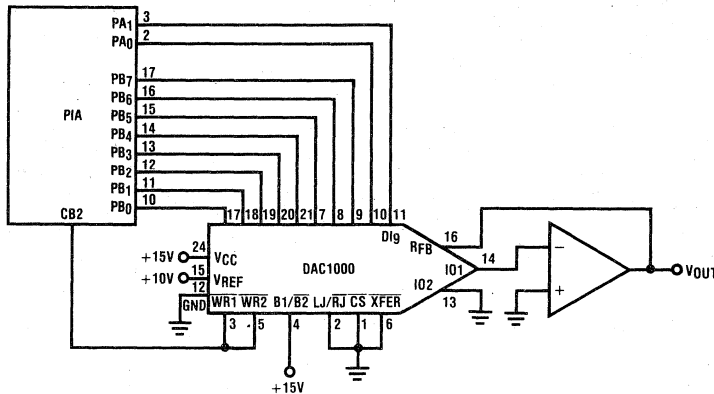 PA1 3
PA0 2
PB7 17
PB6 16
PIA PB5 15
PB4 14
PB3 13
PB2 12
PB1 11
PB0 10
CB2
17 18 19 20 21 7 8 9 10 11
DI9
RFB 16
+15V 24 VCC
+10V 15 VREF
12 GND
DAC1000
IO1 14
IO2 13
WR1 WR2 B1/B2 LJ/RJ CS XFER
3 5 4 2 1 6
+15V
−
+
VOUT